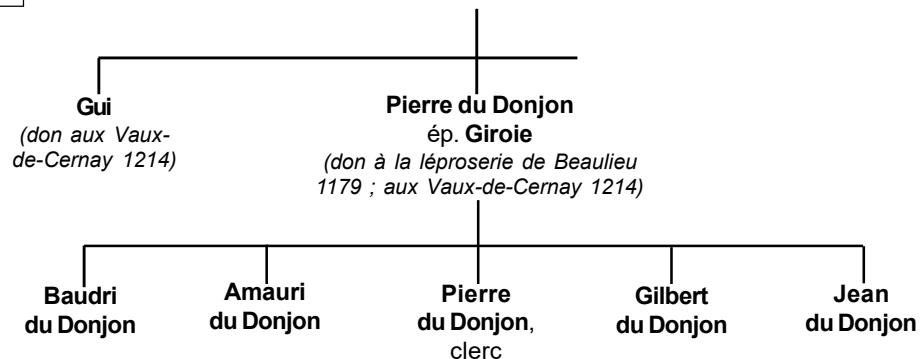 Gui
(don aux Vaux-
de-Cernay 1214)
Pierre du Donjon
ép. Giroie
(don à la léproserie de Beaulieu
1179 ; aux Vaux-de-Cernay 1214)
Baudri
du Donjon
Amauri
du Donjon
Pierre
du Donjon,
clerc
Gilbert
du Donjon
Jean
du Donjon